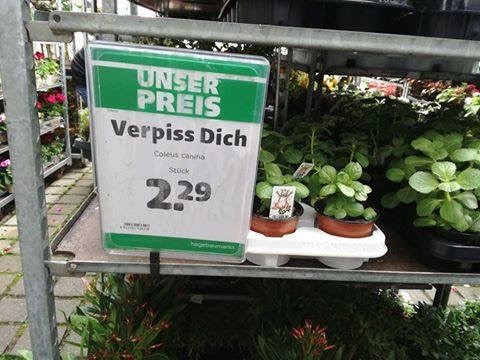 UNSER
PREIS
Verpiss Dich
Coleus canina
Stück
2.29
hagebaumarkt